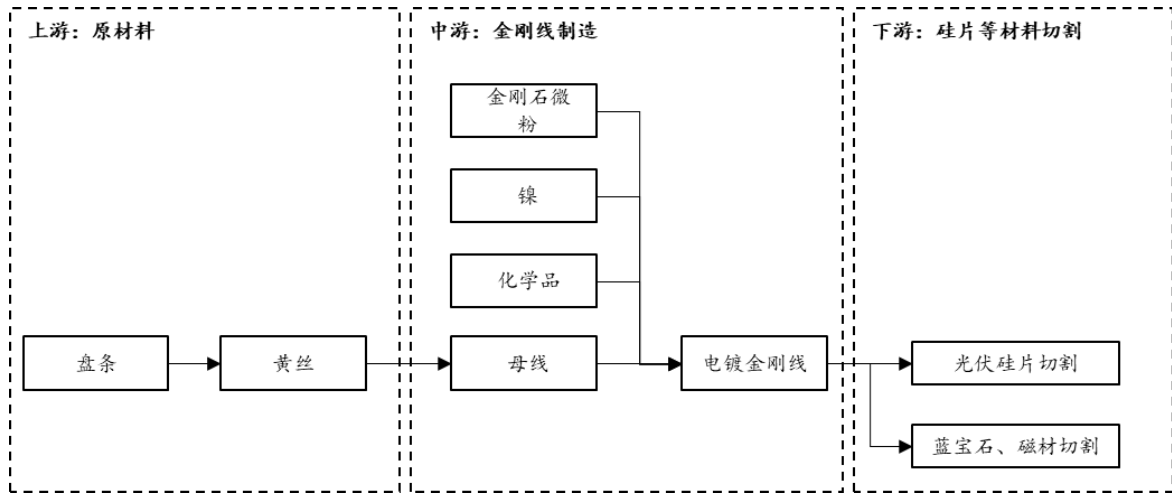 上游：原材料
中游：金刚线制造
下游：硅片等材料切割
金刚石微
粉
镍
化学品
盘条
黄丝
母线
电镀金刚线
光伏硅片切割
蓝宝石、磁材切割